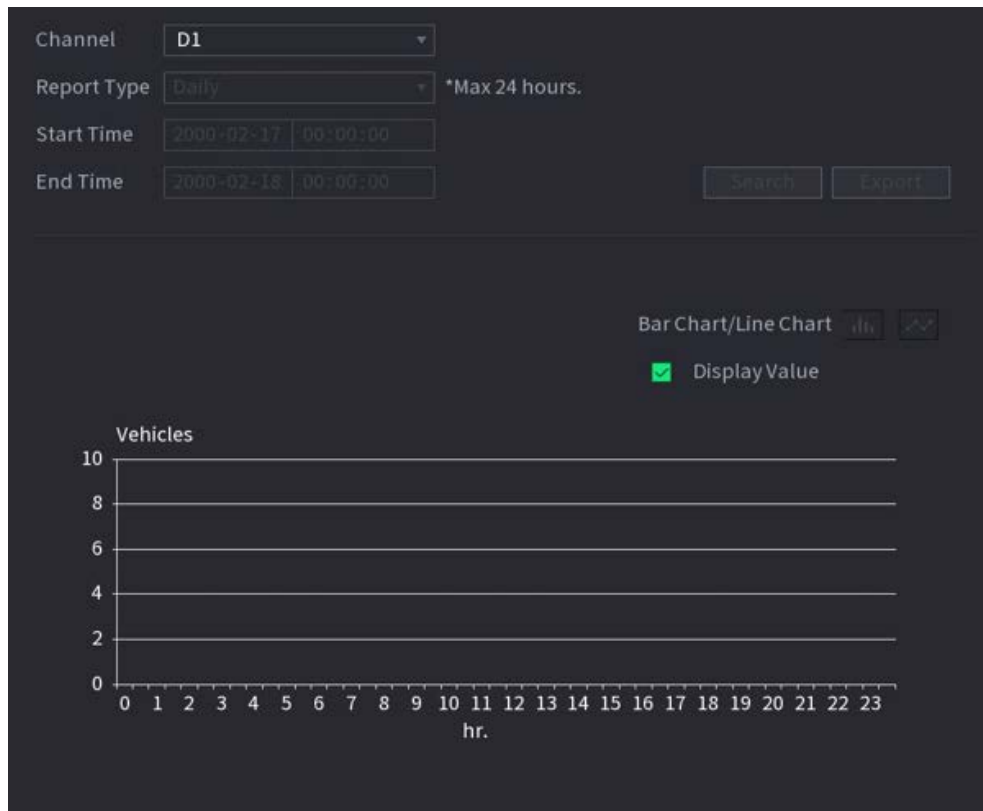 Channel D1
Report Type Daily *Max 24 hours.
Start Time 2000-02-17 00:00:00
End Time 2000-02-18 00:00:00 Search Export
Bar Chart/Line Chart
Display Value
Vehicles
10
8
6
4
2
0
0 1 2 3 4 5 6 7 8 9 10 11 12 13 14 15 16 17 18 19 20 21 22 23
hr.